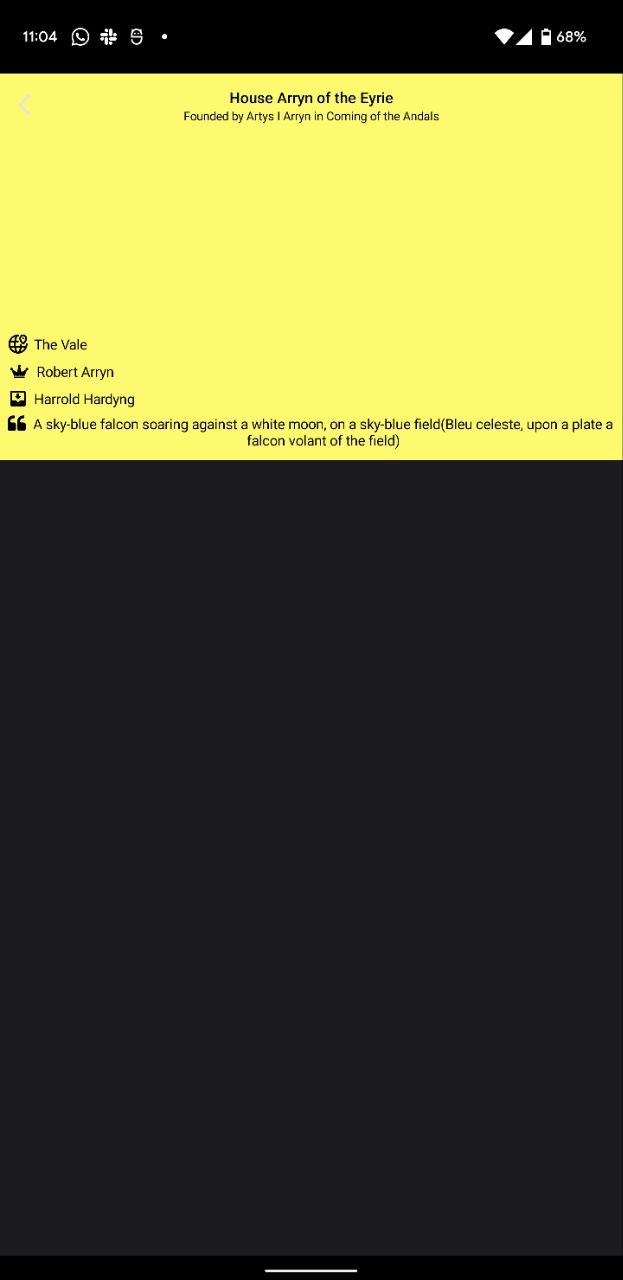 11:04 68%
House Arryn of the Eyrie
Founded by Artys I Arryn in Coming of the Andals
The Vale
Robert Arryn
Harrold Hardyng
A sky-blue falcon soaring against a white moon, on a sky-blue field(Bleu celeste, upon a plate a
falcon volant of the field)